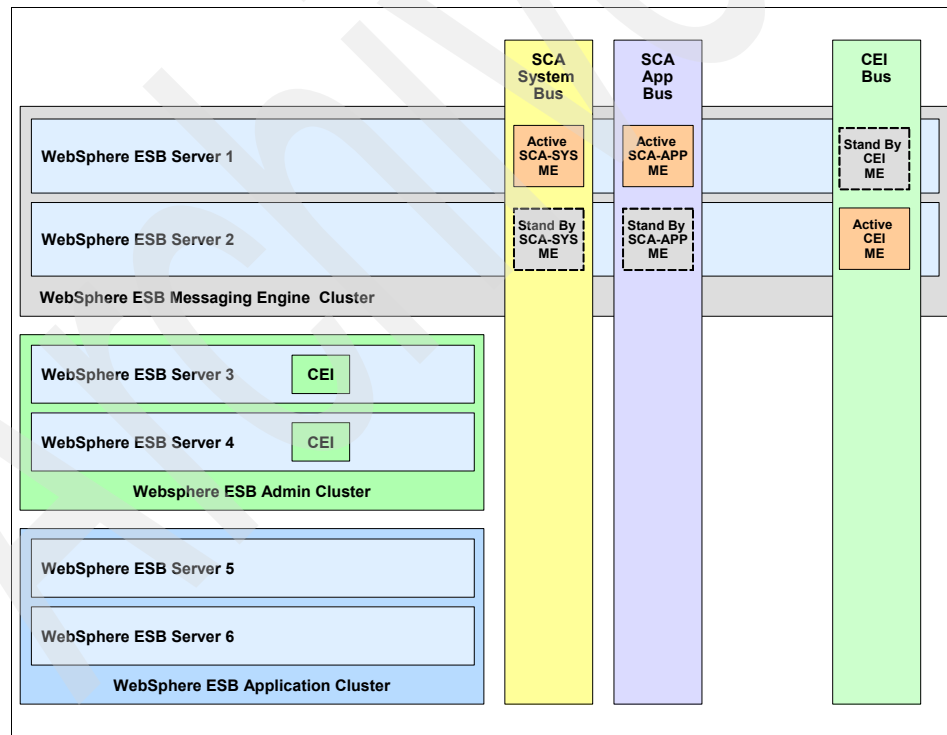 SCA
System
Bus
SCA
App
Bus
CEI
Bus
WebSphere ESB Server 1
Active
SCA-SYS
ME
Active
SCA-APP
ME
Stand By
CEI
ME
WebSphere ESB Server 2
Stand By
SCA-SYS
ME
Stand By
SCA-APP
ME
Active
CEI
ME
WebSphere ESB Messaging Engine Cluster
WebSphere ESB Server 3
CEI
WebSphere ESB Server 4
CEI
Websphere ESB Admin Cluster
WebSphere ESB Server 5
WebSphere ESB Server 6
WebSphere ESB Application Cluster